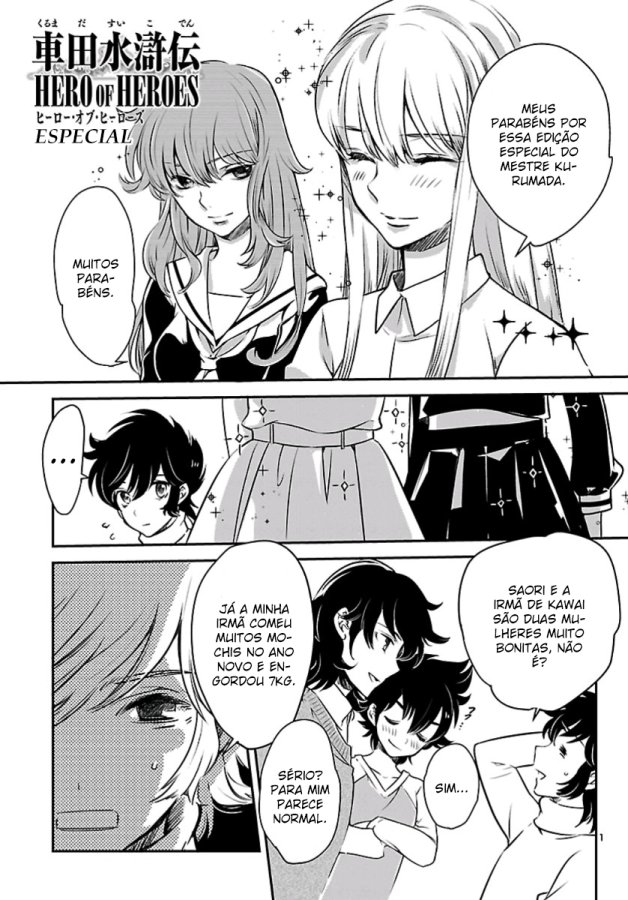 くるま だ すい こ でん
車田水滸伝
HERO OF HEROES
ヒーロー・オブ・ヒーローズ
ESPECIAL
MEUS
PARABÉNS POR
ESSA EDIÇÃO
ESPECIAL DO
MESTRE KU-
RUMADA.
MUITOS
PARA-
BÉNS.
...
SAORI E A
IRMÃ DE KAWAI
SÃO DUAS MU-
LHERES MUITO
BONITAS, NÃO
É?
SIM...
JÁ A MINHA
IRMÃ COMEU
MUITOS MO-
CHIS NO ANO
NOVO E EN-
GORDOU 7KG.
SÉRIO?
PARA MIM
PARECE
NORMAL.
1